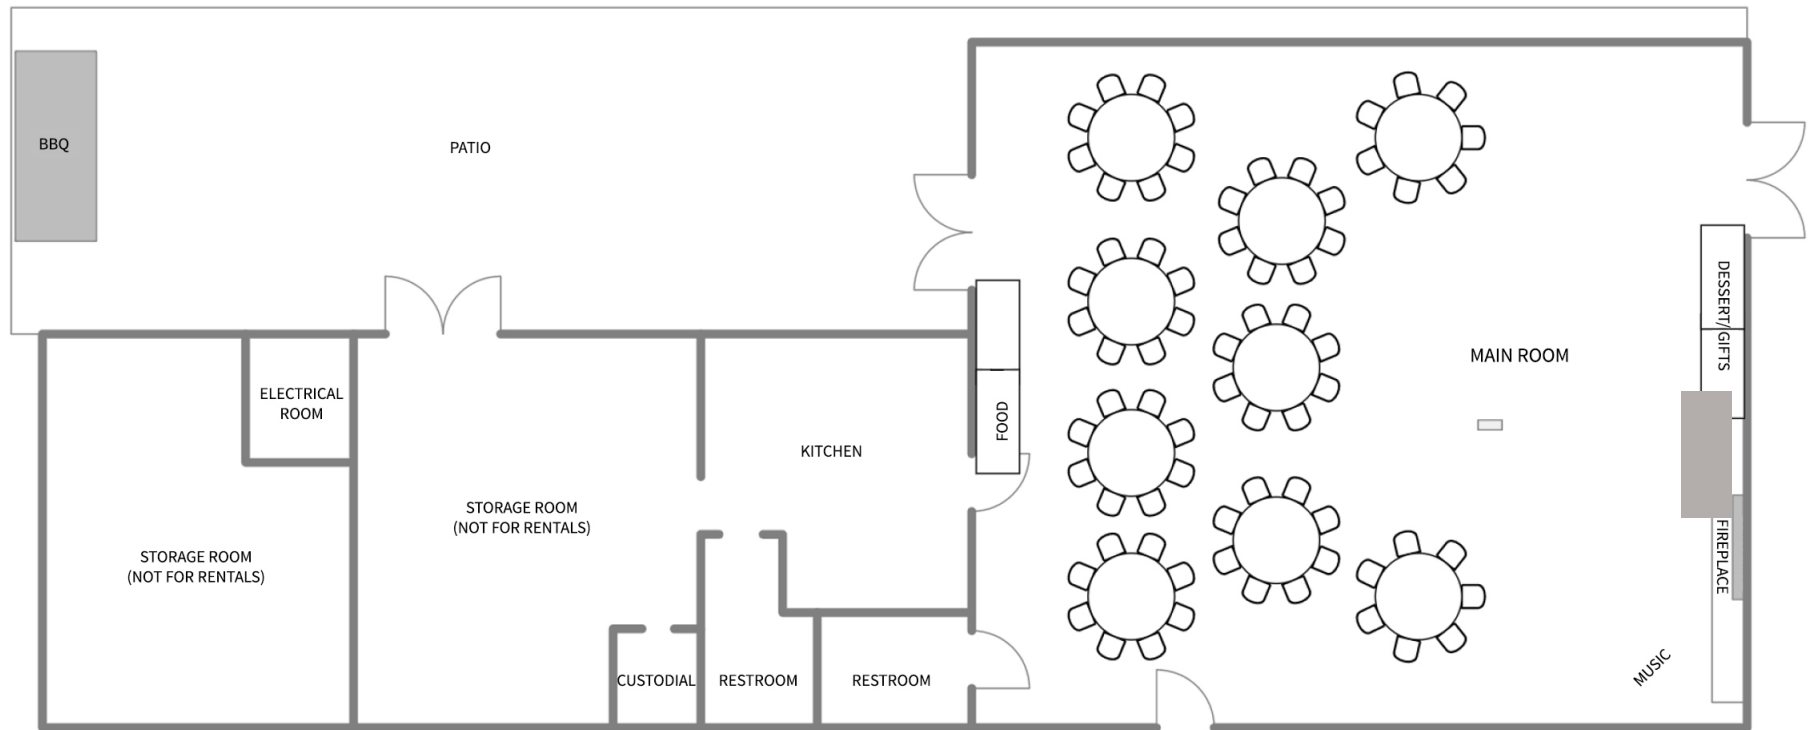 BBQ
PATIO
ELECTRICAL
ROOM
STORAGE ROOM
(NOT FOR RENTALS)
STORAGE ROOM
(NOT FOR RENTALS)
KITCHEN
CUSTODIAL
RESTROOM
RESTROOM
FOOD
MAIN ROOM
DESSERT/GIFTS
FIREPLACE
MUSIC